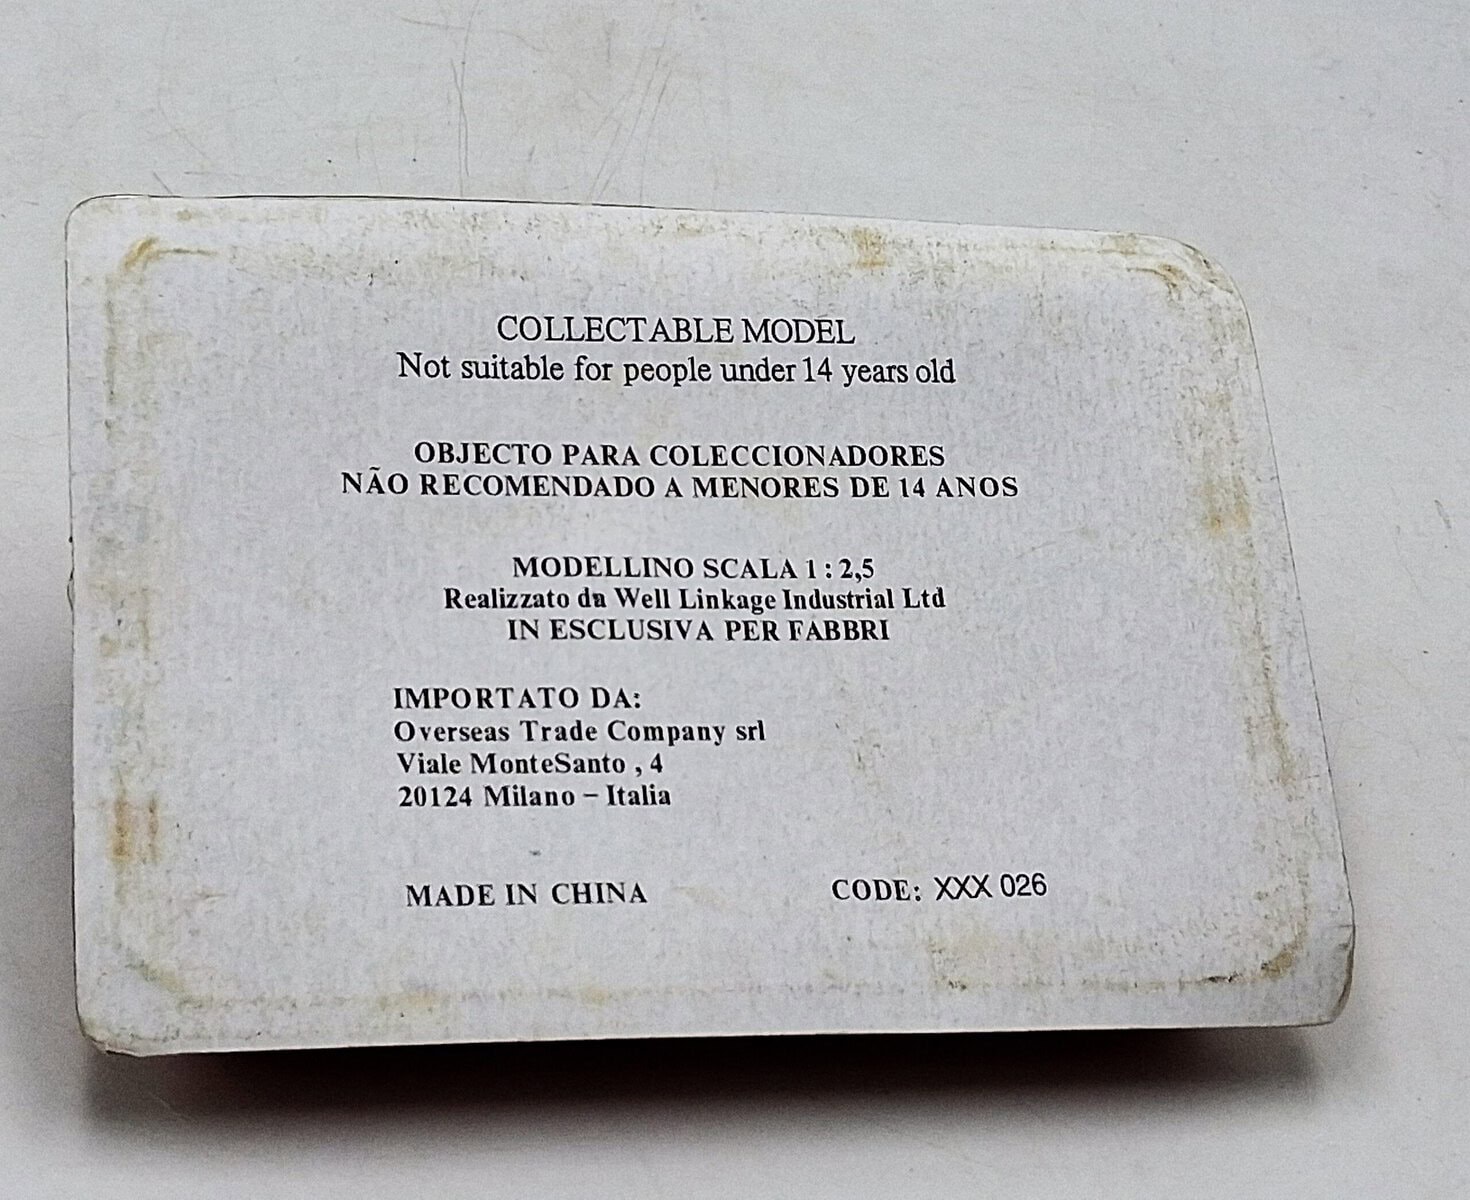 COLLECTABLE MODEL
Not suitable for people under 14 years old
OBJECTO PARA COLECCIONADORES
NÃO RECOMENDADO A MENORES DE 14 ANOS
MODELLINO SCALA 1 : 2,5
Realizzato da Well Linkage Industrial Ltd
IN ESCLUSIVA PER FABBRI
IMPORTATO DA:
Overseas Trade Company srl
Viale MonteSanto , 4
20124 Milano – Italia
MADE IN CHINA
CODE: XXX 026